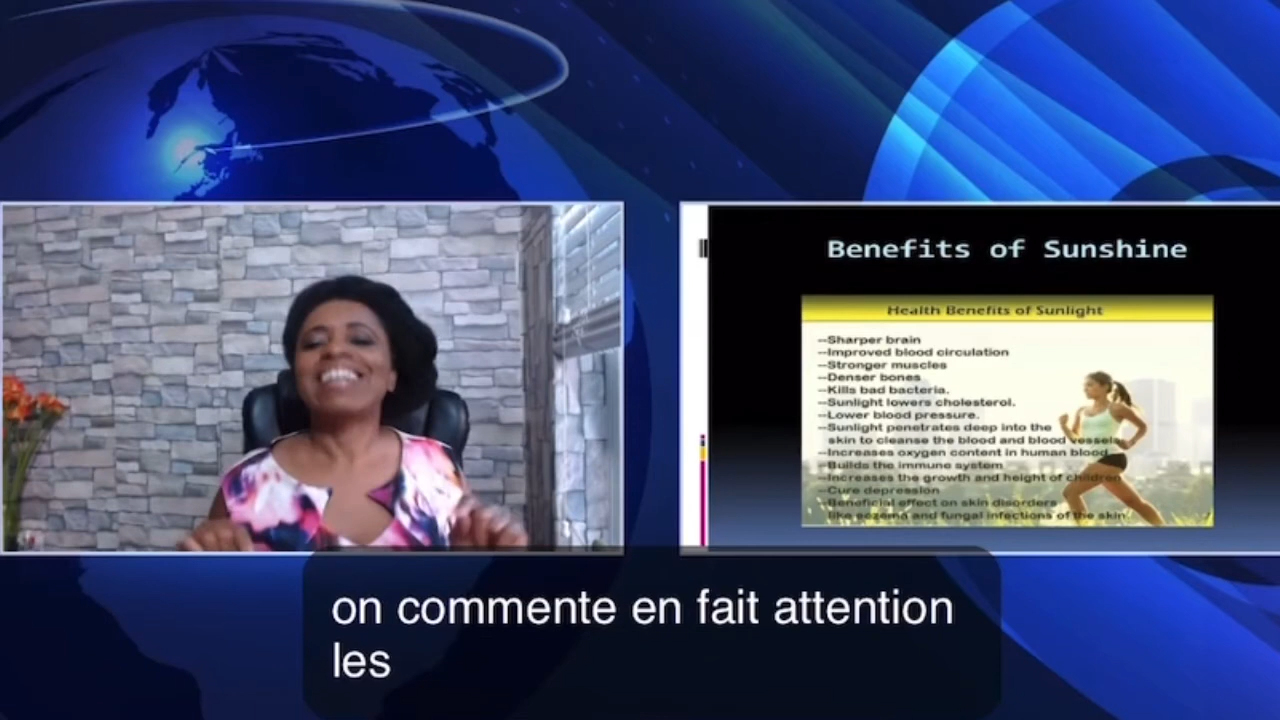 Benefits of Sunshine
Health Benefits of Sunlight
--Sharper brain
--Improved blood circulation
--Stronger muscles
--Denser bones
--Kills bad bacteria.
--Sunlight lowers cholesterol.
--Lower blood pressure.
--Sunlight penetrates deep into the
skin to cleanse the blood and blood vessels
--Increases oxygen content in human blood
--Builds the immune system
--Increases the growth and height of children
--Cure depression
--Beneficial effect on skin disorders
like eczema and fungal infections of the skin
on commente en fait attention
les